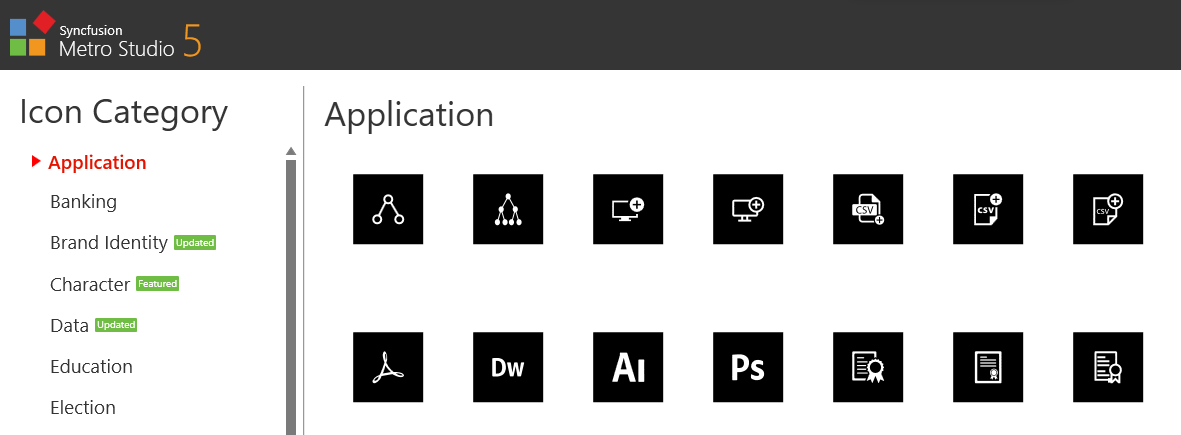 Syncfusion
Metro Studio 5
Icon Category
Application
Banking
Brand Identity Updated
Character Featured
Data Updated
Education
Election
Application
CSV
CSV
CSV
Dw
Ai
Ps